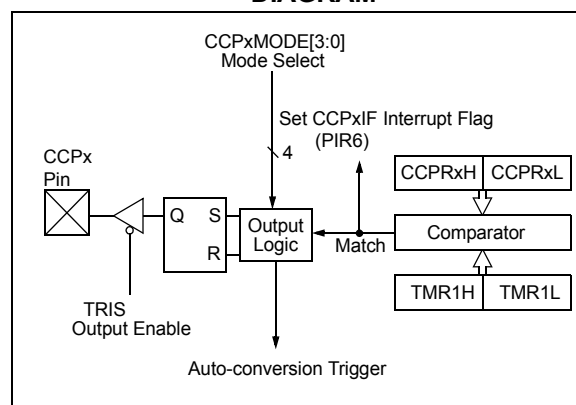 DIAGRAM
CCPxMODE[3:0]
Mode Select
Set CCPxIF Interrupt Flag
(PIR6)
4
CCPx
Pin
CCPRxH CCPRxL
Q S
R
Output
Logic
Match
Comparator
TMR1H TMR1L
TRIS
Output Enable
Auto-conversion Trigger